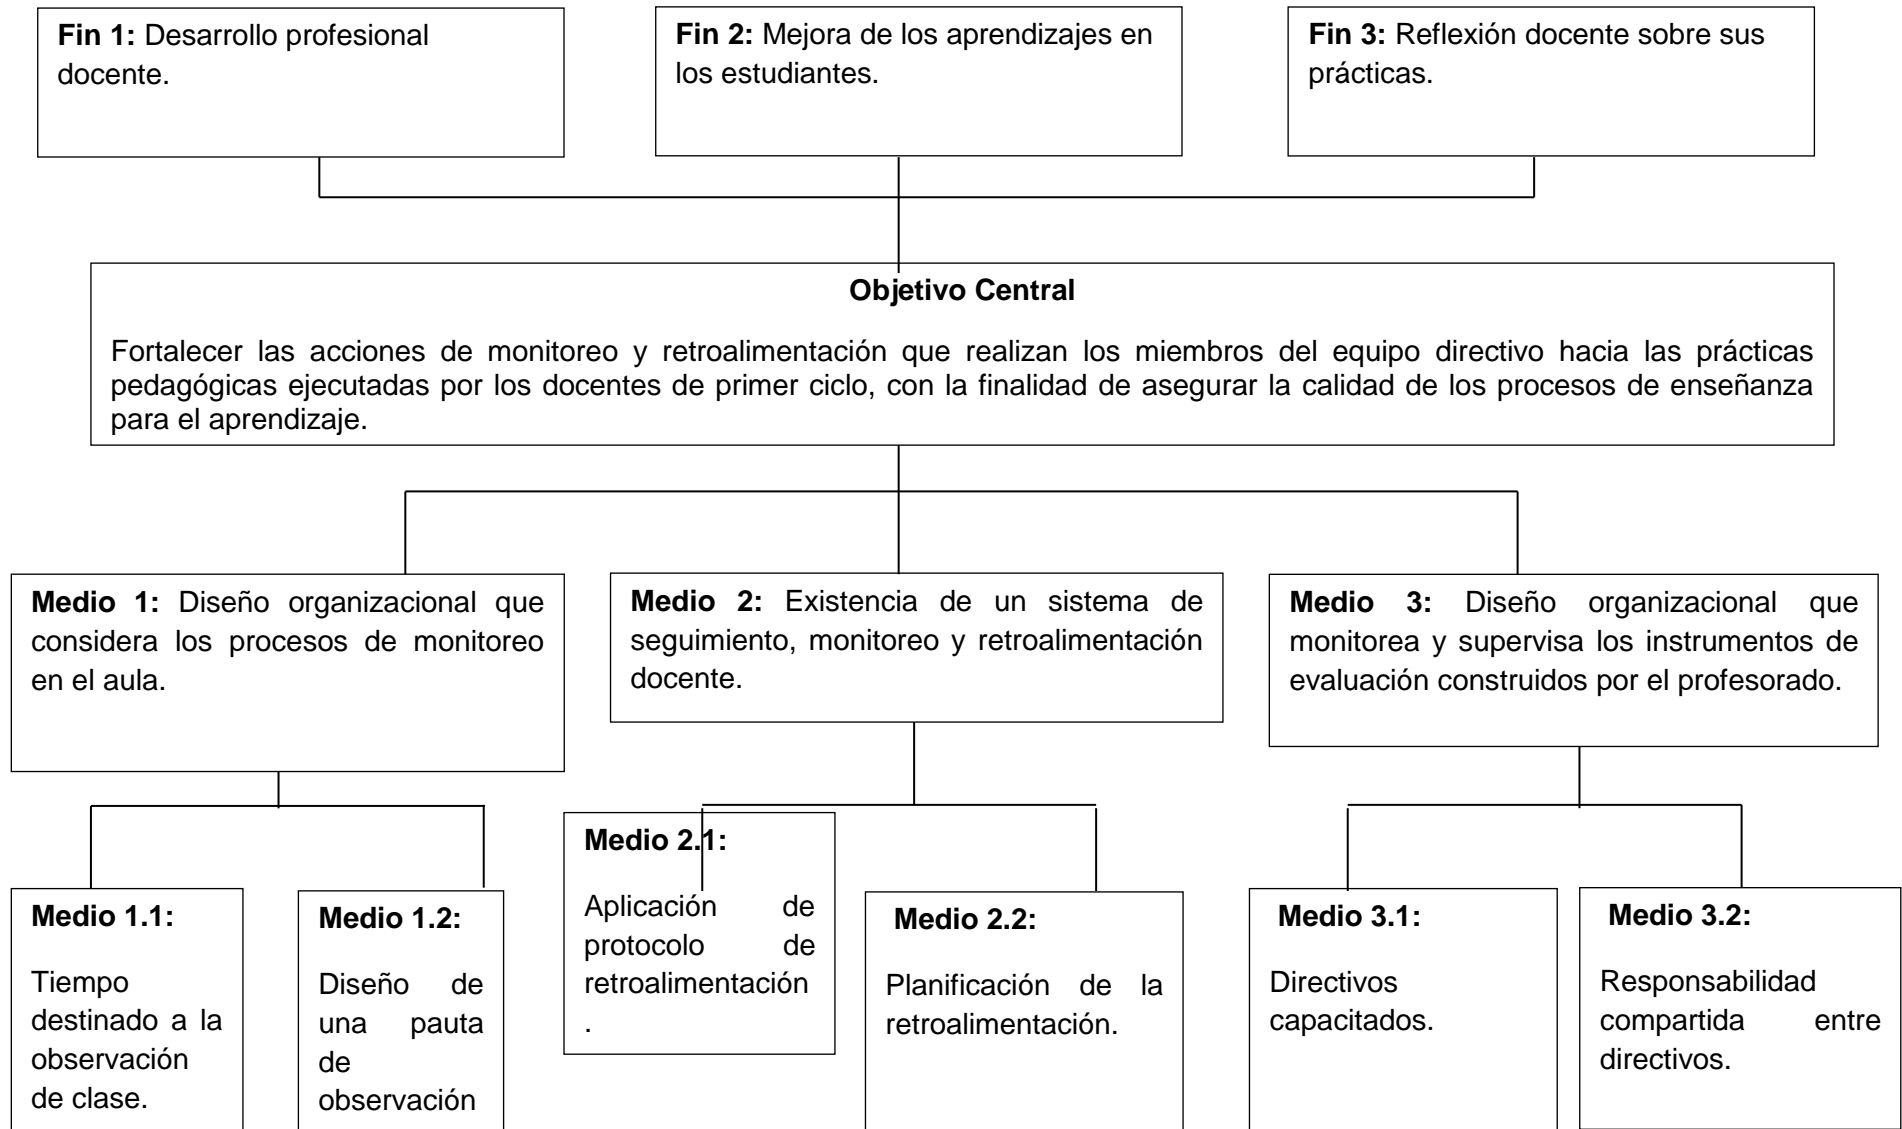 Fin 1: Desarrollo profesional
docente.
Fin 2: Mejora de los aprendizajes en
los estudiantes.
Fin 3: Reflexión docente sobre sus
prácticas.
Objetivo Central
Fortalecer las acciones de monitoreo y retroalimentación que realizan los miembros del equipo directivo hacia las prácticas
pedagógicas ejecutadas por los docentes de primer ciclo, con la finalidad de asegurar la calidad de los procesos de enseñanza
para el aprendizaje.
Medio 1: Diseño organizacional que
considera los procesos de monitoreo
en el aula.
Medio 2: Existencia de un sistema de
seguimiento, monitoreo y retroalimentación
docente.
Medio 3: Diseño organizacional que
monitorea y supervisa los instrumentos de
evaluación construidos por el profesorado.
Medio 1.1:
Tiempo
destinado a la
observación
de clase.
Medio 1.2:
Diseño de
una pauta
de
observación
Medio 2.1:
Aplicación de
protocolo de
retroalimentación
.
Medio 2.2:
Planificación de la
retroalimentación.
Medio 3.1:
Directivos
capacitados.
Medio 3.2:
Responsabilidad
compartida entre
directivos.